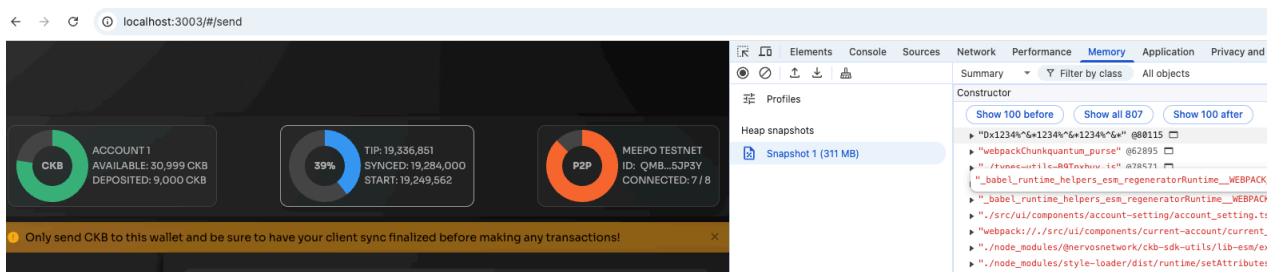 localhost:3003/#/send
Elements Console Sources Network Performance Memory Application Privacy and
Summary Filter by class All objects
Profiles
Constructor
Show 100 before Show all 807 Show 100 after
Heap snapshots
Snapshot 1 (311 MB)
"Dx1234%^&*1234%^&*1234%^&*" @80115
"webpackChunkquantum_purse" @62895
"./types-utils-B9Tnxbuy.js" @78571
"_babel_runtime_helpers_esm_regeneratorRuntime__WEBPACK_
"_babel_runtime_helpers_esm_regeneratorRuntime__WEBPACK
"./src/ui/components/account-setting/account_setting.ts
"webpack://./src/ui/components/current-account/current_
"./node_modules/@nervosnetwork/ckb-sdk-utils/lib-esm/ex
"./node_modules/style-loader/dist/runtime/setAttributes
CKB
ACCOUNT 1
AVAILABLE: 30,999 CKB
DEPOSITED: 9,000 CKB
39%
TIP: 19,336,851
SYNCED: 19,284,000
START: 19,249,562
P2P
MEEPO TESTNET
ID: QMB...5JP3Y
CONNECTED: 7 / 8
Only send CKB to this wallet and be sure to have your client sync finalized before making any transactions!